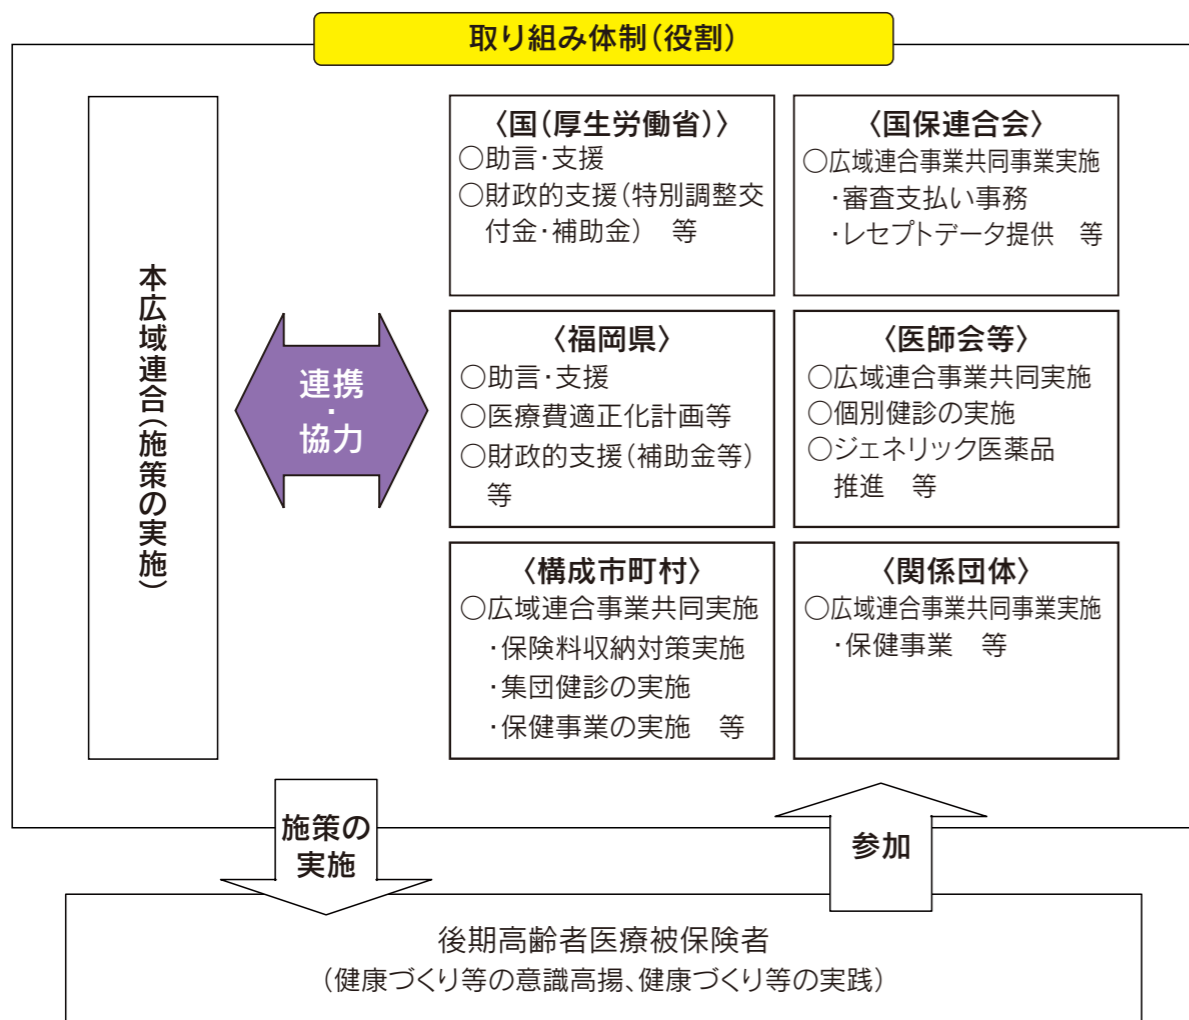 取り組み体制(役割)
本広域連合(施策の実施)
連携
・
協力
〈国(厚生労働省)〉
○助言・支援
○財政的支援(特別調整交
付金・補助金)　等
〈国保連合会〉
○広域連合事業共同事業実施
・審査支払い事務
・レセプトデータ提供　等
〈福岡県〉
○助言・支援
○医療費適正化計画等
○財政的支援(補助金等)
等
〈医師会等〉
○広域連合事業共同実施
○個別健診の実施
○ジェネリック医薬品
推進　等
〈構成市町村〉
○広域連合事業共同実施
・保険料収納対策実施
・集団健診の実施
・保健事業の実施　等
〈関係団体〉
○広域連合事業共同事業実施
・保健事業　等
施策の
実施
参加
後期高齢者医療被保険者
(健康づくり等の意識高揚、健康づくり等の実践)